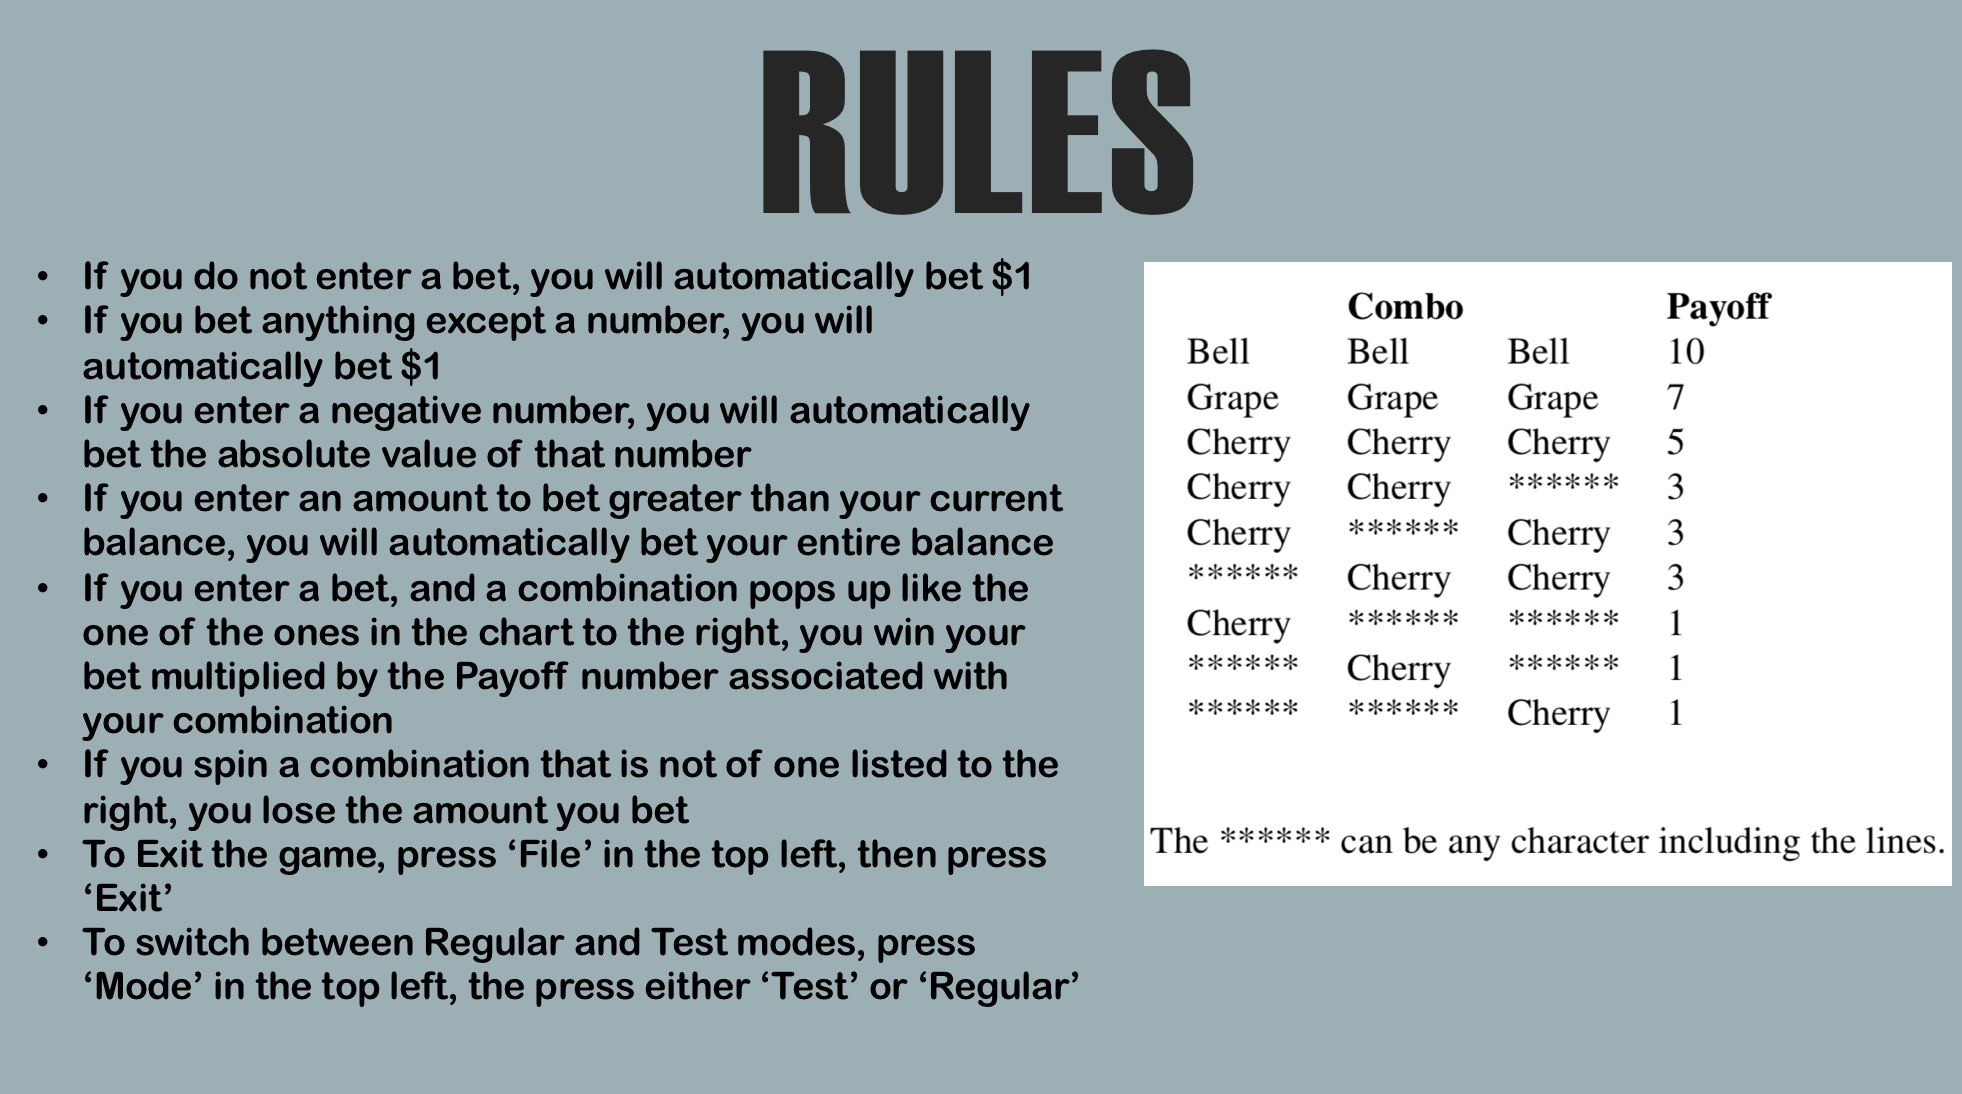 RULES
• If you do not enter a bet, you will automatically bet $1
• If you bet anything except a number, you will
automatically bet $1
• If you enter a negative number, you will automatically
bet the absolute value of that number
• If you enter an amount to bet greater than your current
balance, you will automatically bet your entire balance
• If you enter a bet, and a combination pops up like the
one of the ones in the chart to the right, you win your
bet multiplied by the Payoff number associated with
your combination
• If you spin a combination that is not of one listed to the
right, you lose the amount you bet
• To Exit the game, press ‘File’ in the top left, then press
‘Exit’
• To switch between Regular and Test modes, press
‘Mode’ in the top left, the press either ‘Test’ or ‘Regular’
Combo Payoff
Bell Bell Bell 10
Grape Grape Grape 7
Cherry Cherry Cherry 5
Cherry Cherry ****** 3
Cherry ****** Cherry 3
****** Cherry Cherry 3
Cherry ****** ****** 1
****** Cherry ****** 1
****** ****** Cherry 1
The ****** can be any character including the lines.